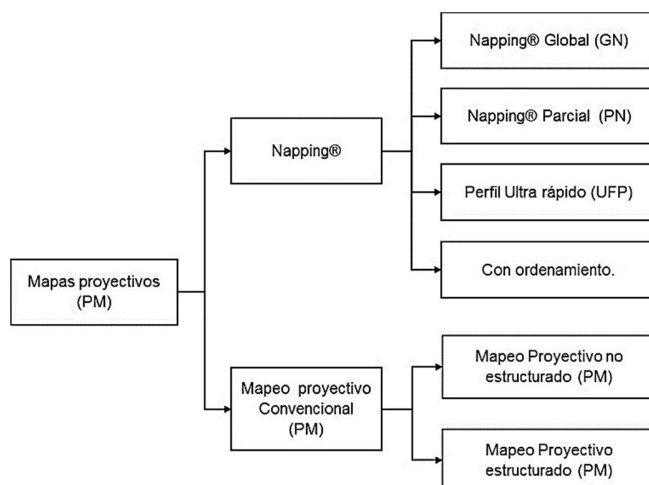 Napping® Global (GN)
Napping® Parcial (PN)
Napping®
Perfil Ultra rápido (UFP)
Con ordenamiento.
Mapas proyectivos
(PM)
Mapeo Proyectivo no
estructurado (PM)
Mapeo proyectivo
Convencional
(PM)
Mapeo Proyectivo
estructurado (PM)